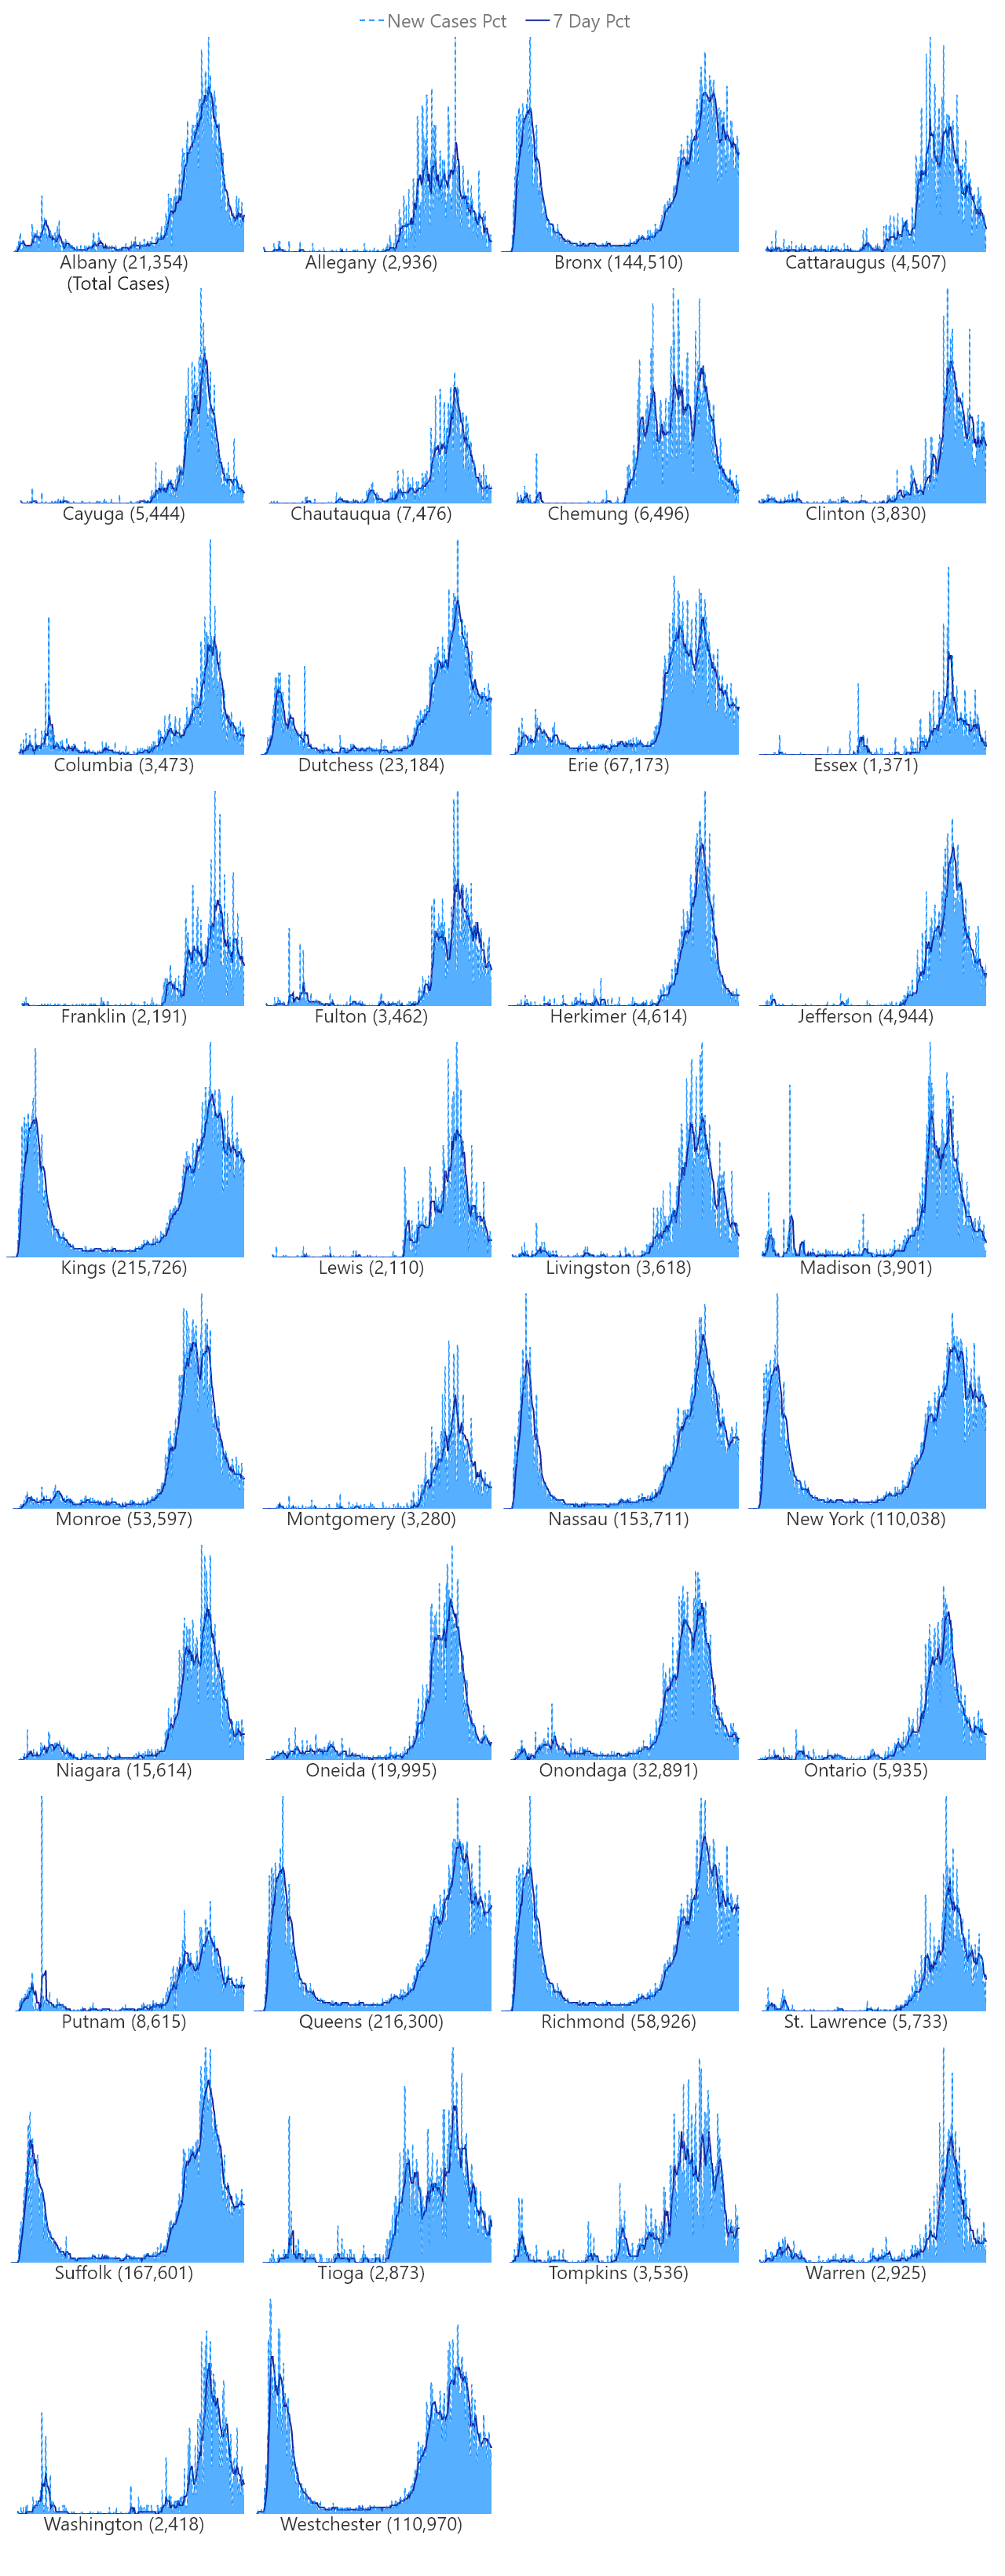 New Cases Pct 7 Day Pct
Albany (21,354) Allegany (2,936) Bronx (144,510) Cattaraugus (4,507)
(Total Cases)
Cayuga (5,444) Chautauqua (7,476) Chemung (6,496) Clinton (3,830)
Columbia (3,473) Dutchess (23,184) Erie (67,173) Essex (1,371)
Franklin (2,191) Fulton (3,462) Herkimer (4,614) Jefferson (4,944)
Kings (215,726) Lewis (2,110) Livingston (3,618) Madison (3,901)
Monroe (53,597) Montgomery (3,280) Nassau (153,711) New York (110,038)
Niagara (15,614) Oneida (19,995) Onondaga (32,891) Ontario (5,935)
Putnam (8,615) Queens (216,300) Richmond (58,926) St. Lawrence (5,733)
Suffolk (167,601) Tioga (2,873) Tompkins (3,536) Warren (2,925)
Washington (2,418) Westchester (110,970)